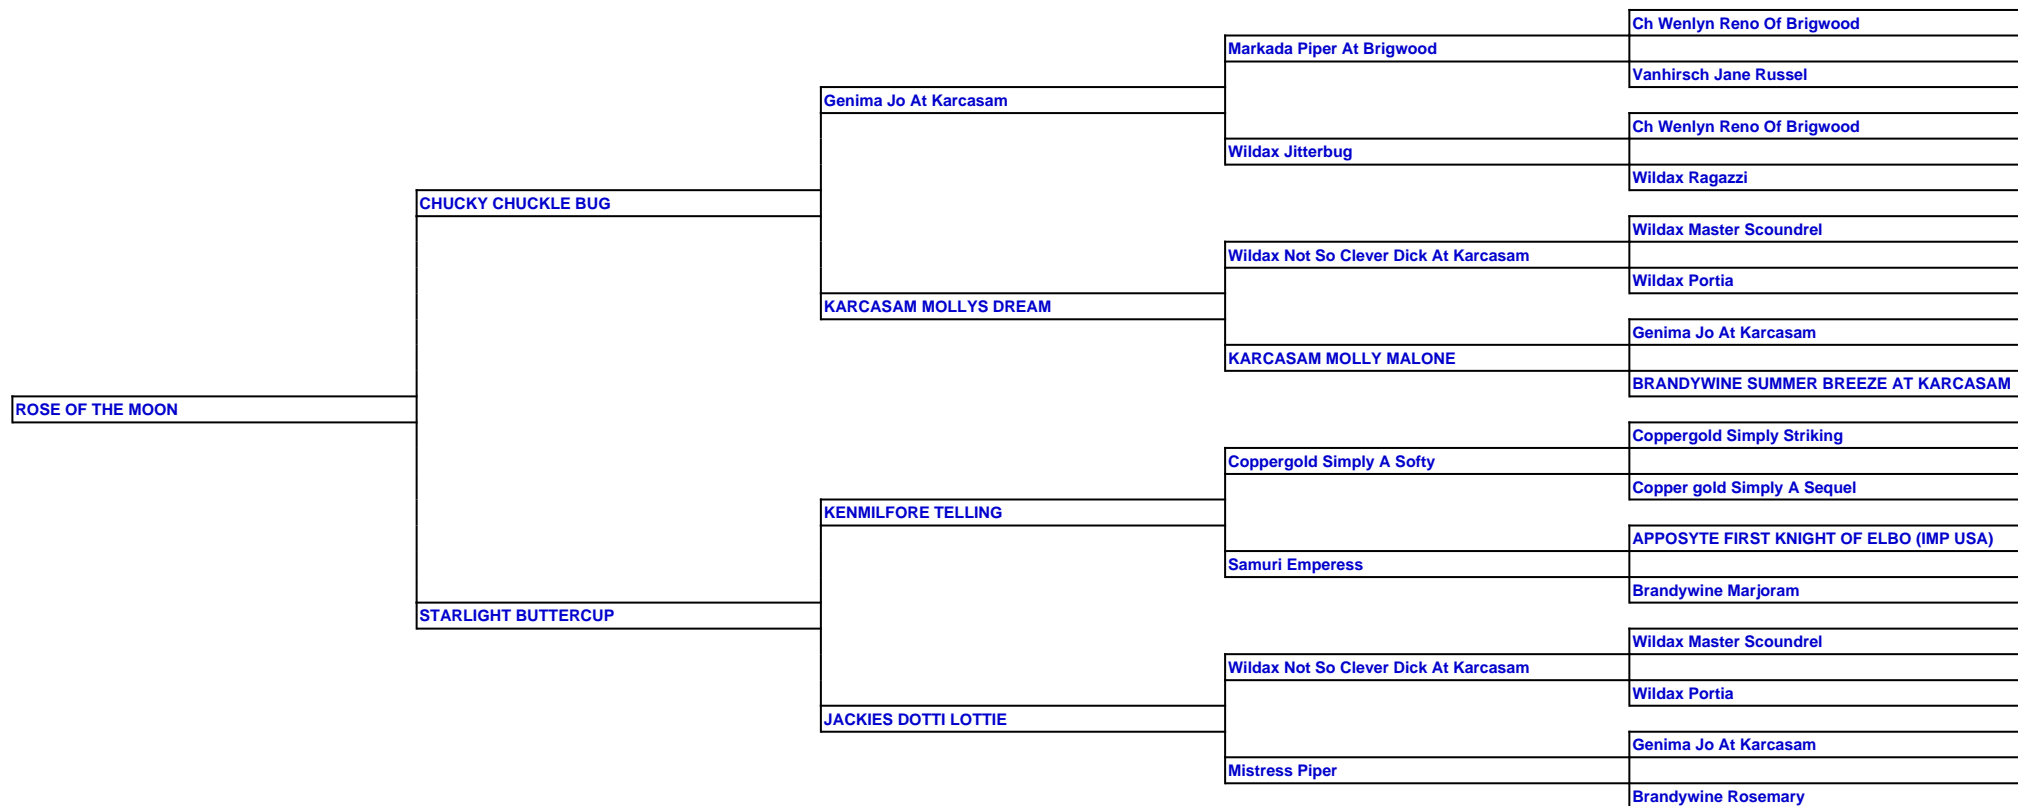 Ch Wenlyn Reno Of Brigwood
Markada Piper At Brigwood
Vanhirsch Jane Russel
Genima Jo At Karcasam
Ch Wenlyn Reno Of Brigwood
Wildax Jitterbug
Wildax Ragazzi
CHUCKY CHUCKLE BUG
Wildax Master Scoundrel
Wildax Not So Clever Dick At Karcasam
Wildax Portia
KARCASAM MOLLYS DREAM
Genima Jo At Karcasam
KARCASAM MOLLY MALONE
BRANDYWINE SUMMER BREEZE AT KARCASAM
ROSE OF THE MOON
Coppergold Simply Striking
Coppergold Simply A Softy
Copper gold Simply A Sequel
KENMILFORE TELLING
APPOSYTE FIRST KNIGHT OF ELBO (IMP USA)
Samuri Emperess
Brandywine Marjoram
STARLIGHT BUTTERCUP
Wildax Master Scoundrel
Wildax Not So Clever Dick At Karcasam
Wildax Portia
JACKIES DOTTI LOTTIE
Genima Jo At Karcasam
Mistress Piper
Brandywine Rosemary